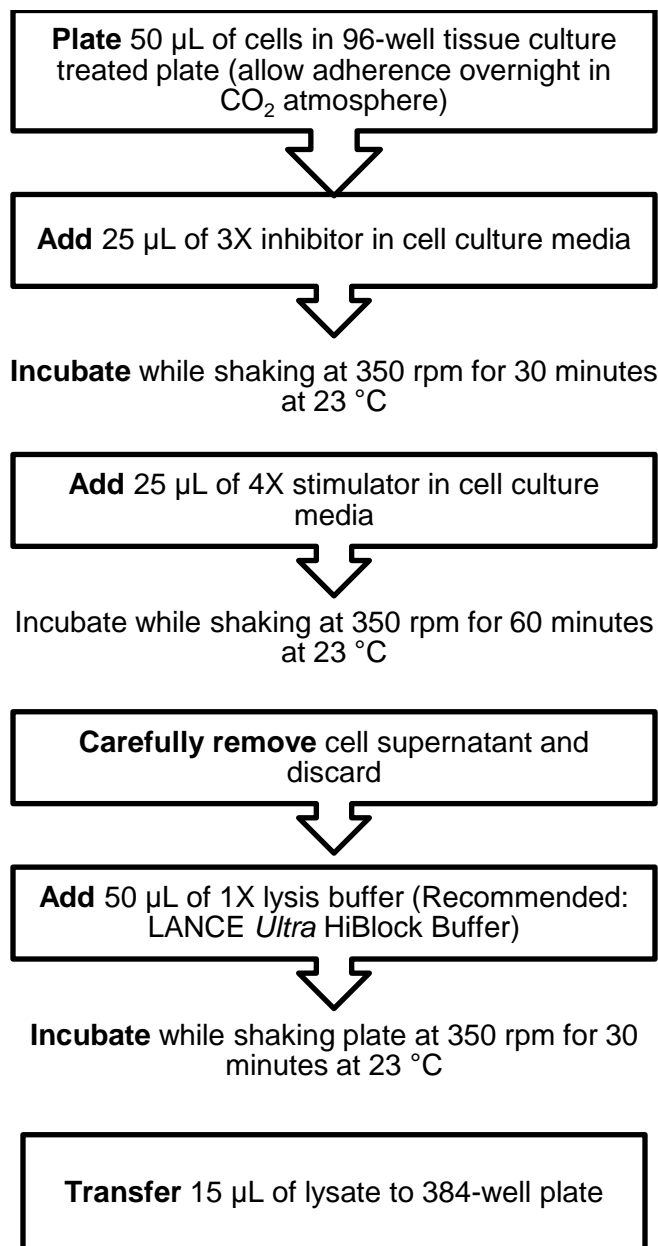 Plate 50 µL of cells in 96-well tissue culture
treated plate (allow adherence overnight in
CO₂ atmosphere)
Add 25 µL of 3X inhibitor in cell culture media
Incubate while shaking at 350 rpm for 30 minutes
at 23 °C
Add 25 µL of 4X stimulator in cell culture
media
Incubate while shaking at 350 rpm for 60 minutes
at 23 °C
Carefully remove cell supernatant and
discard
Add 50 µL of 1X lysis buffer (Recommended:
LANCE Ultra HiBlock Buffer)
Incubate while shaking plate at 350 rpm for 30
minutes at 23 °C
Transfer 15 µL of lysate to 384-well plate